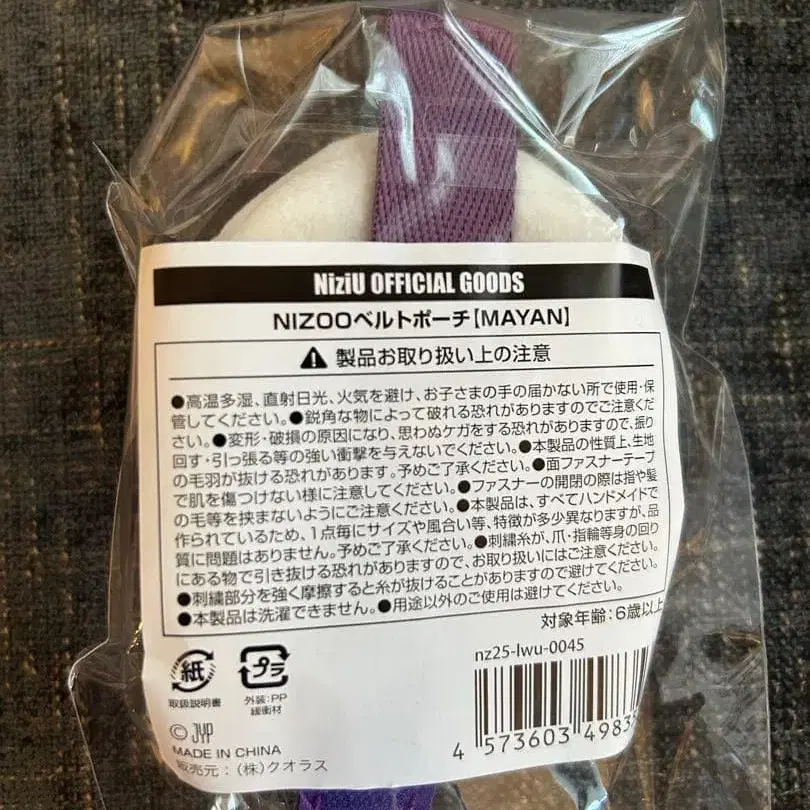 NiziU OFFICIAL GOODS
NIZOOベルトポーチ【MAYAN】
⚠ 製品お取り扱い上の注意
●高温多湿、直射日光、火気を避け、お子さまの手の届かない所で使用・保
管してください。●鋭角な物によって破れる恐れがありますのでご注意くだ
さい。●変形・破損の原因になり、思わぬケガをする恐れがありますので、振り
回す・引っ張る等の強い衝撃を与えないでください。●本製品の性質上、生地
の毛羽が抜ける恐れがあります。予めご了承ください。●面ファスナーテープ
で肌を傷つけない様に注意してください。●ファスナーの開閉の際は指や髪
の毛等を挟まないようにご注意ください。●本製品は、すべてハンドメイドで
作られているため、1点毎にサイズや風合い等、特徴が多少異なりますが、品
質に問題はありません。予めご了承ください。●刺繍糸が、爪・指輪等身の回り
にある物で引き抜ける恐れがありますので、お取り扱いにはご注意ください。
●刺繍部分を強く摩擦すると糸が抜けることがありますので避けてください。
●本製品は洗濯できません。●用途以外のご使用は避けてください。
対象年齢：6歳以上
紙
取扱説明書
プラ
外装：PP
緩衝材
nz25-lwu-0045
4 573603 49835
© JYP
MADE IN CHINA
販売元：（株）クオラス